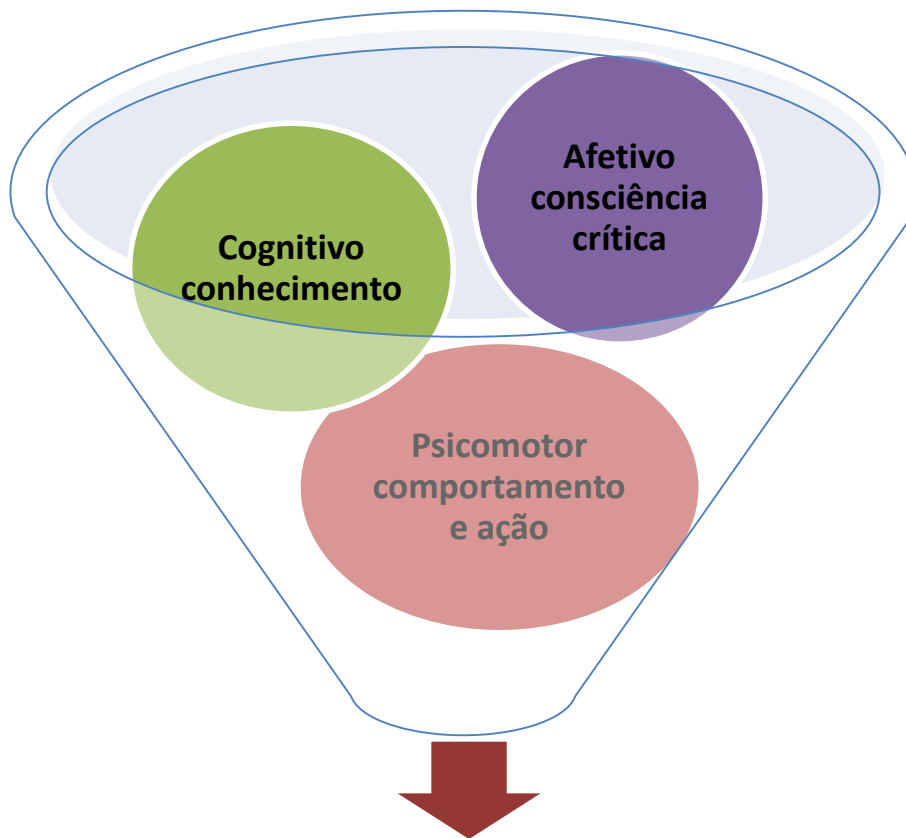 Afetivo
consciência
crítica
Cognitivo
conhecimento
Psicomotor
comportamento
e ação